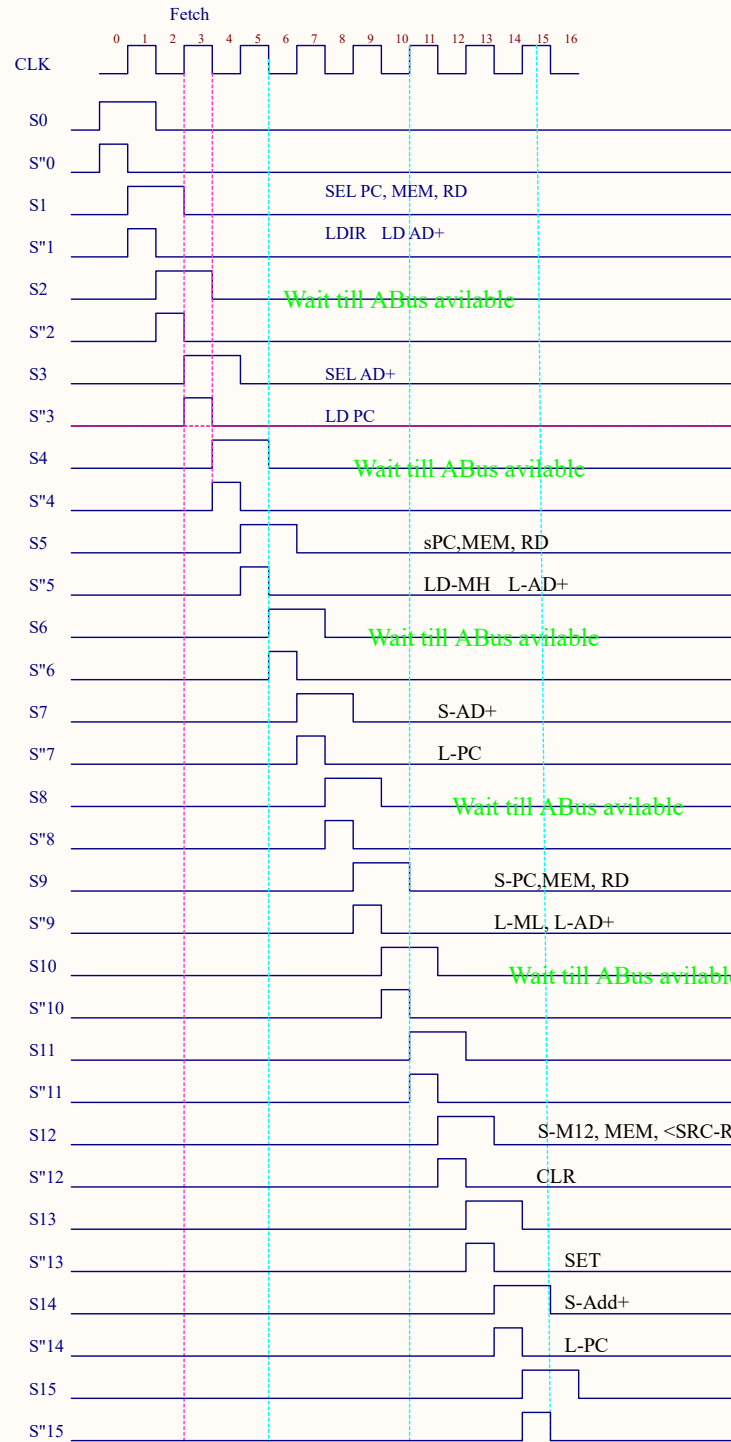 Fetch
0 1 2 3 4 5 6 7 8 9 10 11 12 13 14 15 16
CLK
S0
S"0
S1 SEL PC, MEM, RD
S"1 LDIR LD AD+
S2
Wait till ABus avilable
S"2
S3 SEL AD+
S"3 LD PC
S4
Wait till ABus avilable
S"4
S5 sPC,MEM, RD
S"5 LD-MH L-AD+
S6
Wait till ABus avilable
S"6
S7 S-AD+
S"7 L-PC
S8
Wait till ABus avilable
S"8
S9 S-PC,MEM, RD
S"9 L-ML, L-AD+
S10
Wait till ABus avilable
S"10
S11
S"11
S12 S-M12, MEM, <SRC-R
S"12 CLR
S13
S"13 SET
S14 S-Add+
S"14 L-PC
S15
S"15